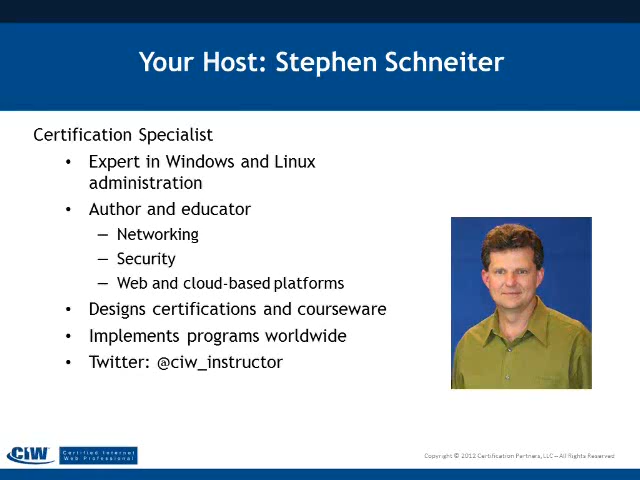 Your Host: Stephen Schneiter
Certification Specialist
• Expert in Windows and Linux
administration
• Author and educator
– Networking
– Security
– Web and cloud-based platforms
• Designs certifications and courseware
• Implements programs worldwide
• Twitter: @ciw_instructor
CIW
Certified Internet
Web Professional
Copyright © 2012 Certification Partners, LLC – All Rights Reserved